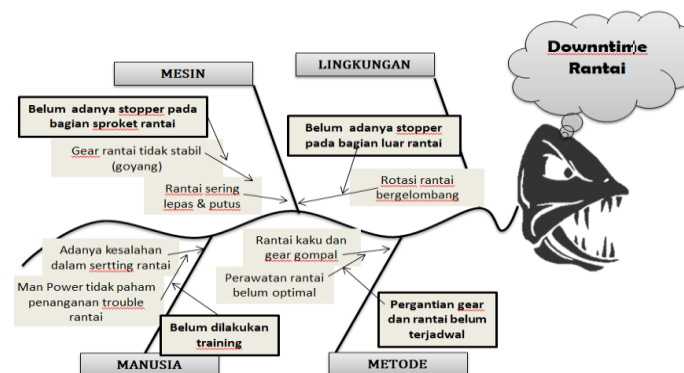 Downntime
Rantai
MESIN
LINGKUNGAN
Belum adanya stopper pada
bagian sproket rantai
Gear rantai tidak stabil
(goyang)
Rantai sering
lepas & putus
Belum adanya stopper
pada bagian luar rantai
Rotasi rantai
bergelombang
Adanya kesalahan
dalam sertting rantai
Man Power tidak paham
penanganan trouble
rantai
Belum dilakukan
training
Rantai kaku dan
gear gompal
Perawatan rantai
belum optimal
Pergantian gear
dan rantai belum
terjadwal
MANUSIA
METODE